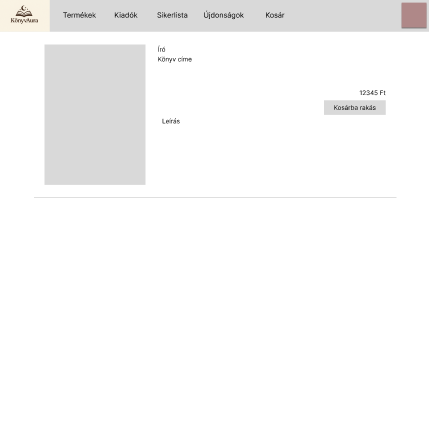 KönyvAura
Termékek Kiadók Sikerlista Újdonságok Kosár
Író
Könyv címe
12345 Ft
Kosárba rakás
Leírás